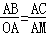 AB/OA = AC/AM